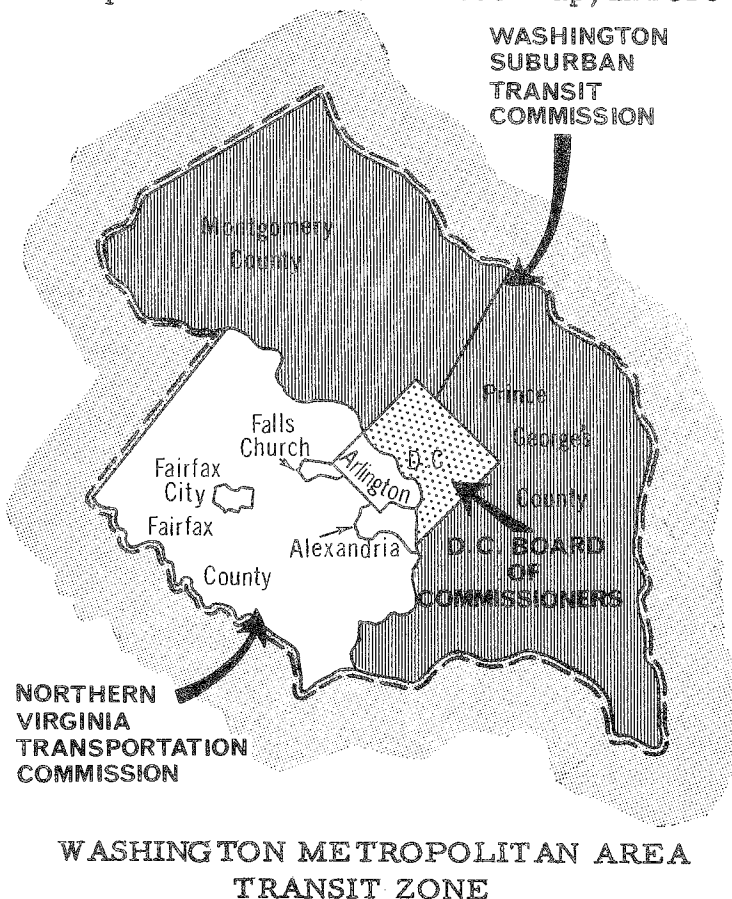 WASHINGTON
SUBURBAN
TRANSIT
COMMISSION
Montgomery
County
Prince
George's
County
Falls
Church
Arlington
D.C.
Fairfax
City
Fairfax
County
Alexandria
D.C. BOARD
OF
COMMISSIONERS
NORTHERN
VIRGINIA
TRANSPORTATION
COMMISSION
WASHINGTON METROPOLITAN AREA
TRANSIT ZONE